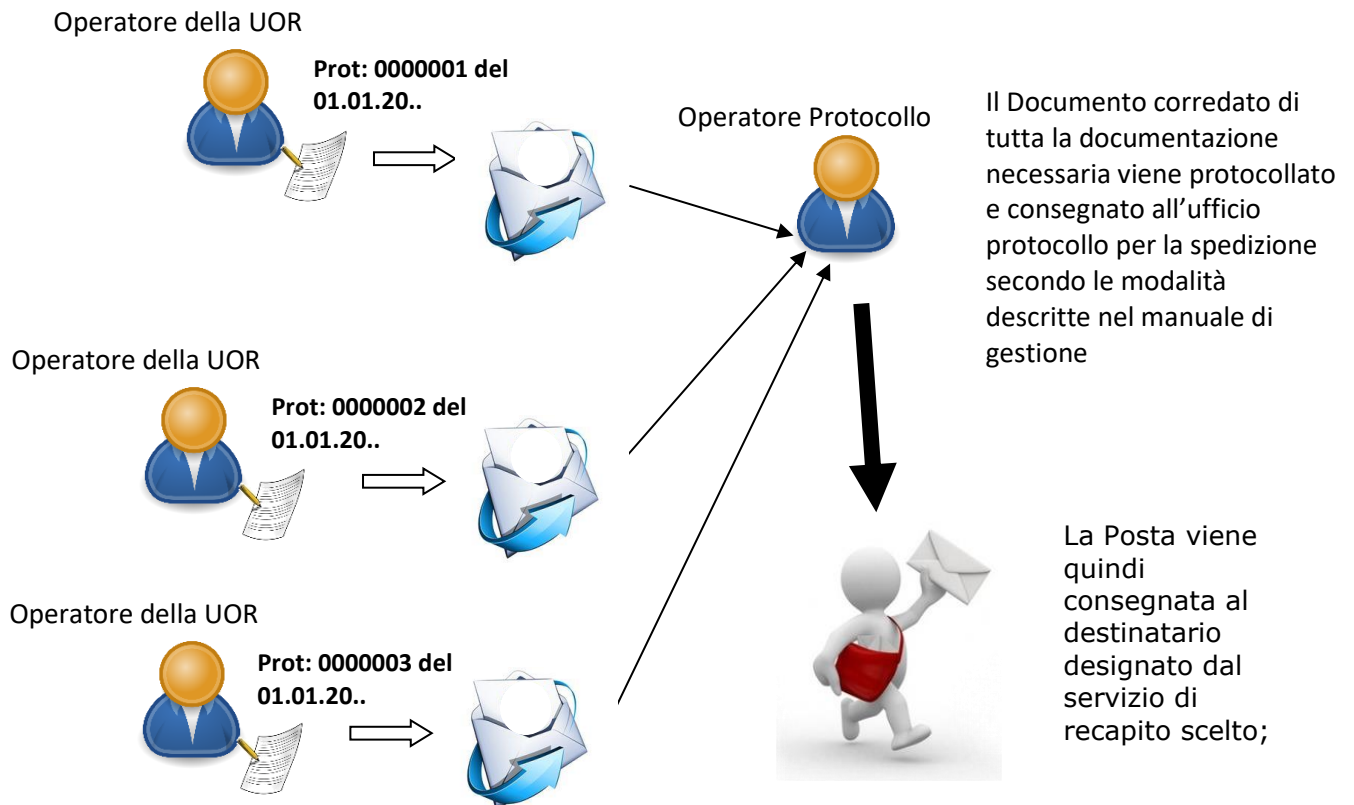 Operatore della UOR
Prot: 0000001 del
01.01.20..
Operatore Protocollo
Il Documento corredato di
tutta la documentazione
necessaria viene protocollato
e consegnato all’ufficio
protocollo per la spedizione
secondo le modalità
descritte nel manuale di
gestione
Operatore della UOR
Prot: 0000002 del
01.01.20..
La Posta viene
quindi
consegnata al
destinatario
designato dal
servizio di
recapito scelto;
Operatore della UOR
Prot: 0000003 del
01.01.20..